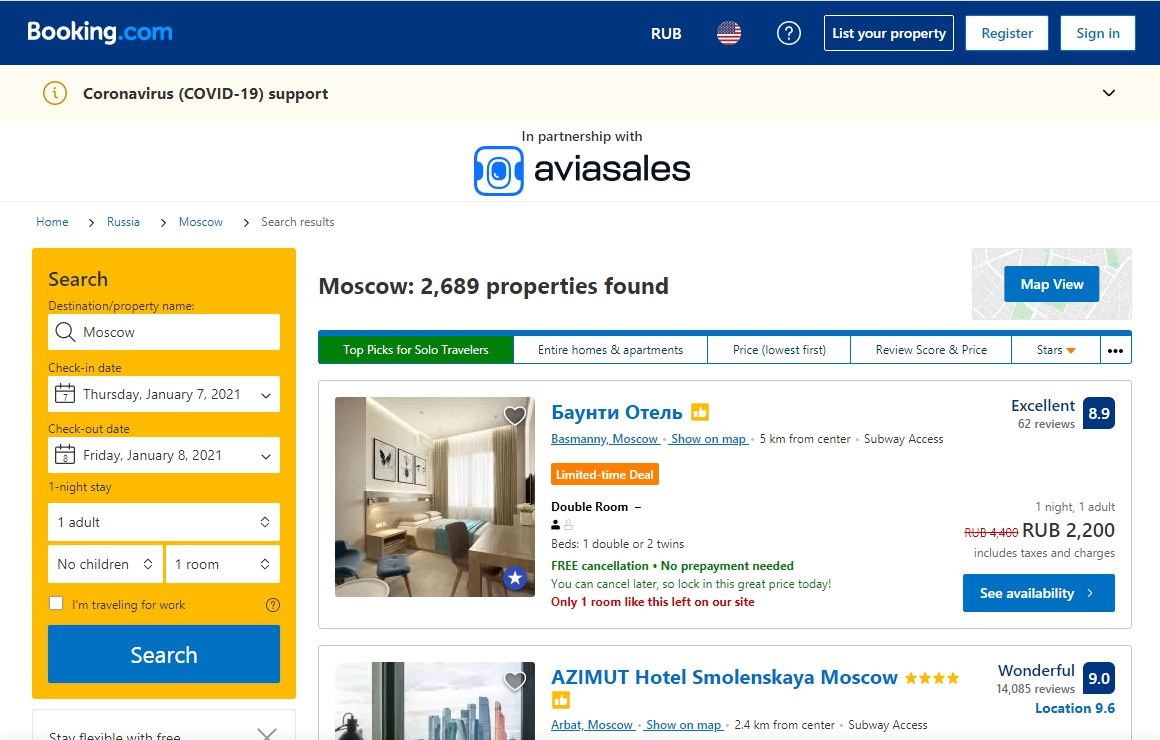 Booking.com
RUB
?
List your property
Register
Sign in
Coronavirus (COVID-19) support
In partnership with
aviasales
Home > Russia > Moscow > Search results
Search
Destination/property name:
Moscow
Check-in date
7 Thursday, January 7, 2021
Check-out date
8 Friday, January 8, 2021
1-night stay
1 adult
No children
1 room
I'm traveling for work ?
Search
Stay flexible with free
Moscow: 2,689 properties found
Map View
Top Picks for Solo Travelers
Entire homes & apartments
Price (lowest first)
Review Score & Price
Stars
•••
Баунти Отель
Basmanny, Moscow • Show on map • 5 km from center • Subway Access
Excellent 8.9
62 reviews
Limited-time Deal
Double Room –
Beds: 1 double or 2 twins
FREE cancellation • No prepayment needed
You can cancel later, so lock in this great price today!
Only 1 room like this left on our site
1 night, 1 adult
RUB 4,400 RUB 2,200
includes taxes and charges
See availability
AZIMUT Hotel Smolenskaya Moscow
Arbat, Moscow • Show on map • 2.4 km from center • Subway Access
Wonderful 9.0
14,085 reviews
Location 9.6